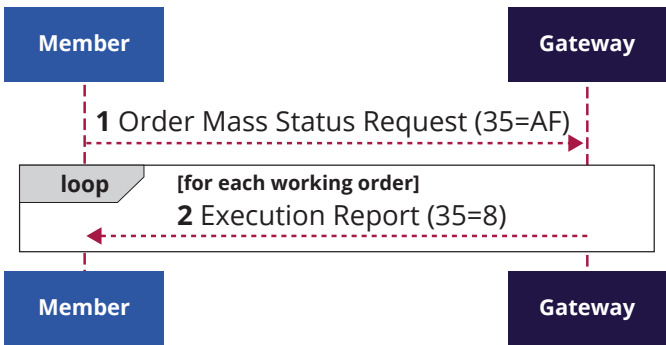 Member
Gateway
1 Order Mass Status Request (35=AF)
loop
[for each working order]
2 Execution Report (35=8)
Member
Gateway